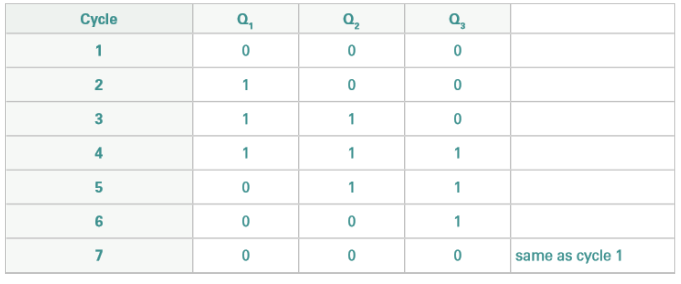 Cycle Q₁ Q₂ Q₃
1 0 0 0
2 1 0 0
3 1 1 0
4 1 1 1
5 0 1 1
6 0 0 1
7 0 0 0 same as cycle 1